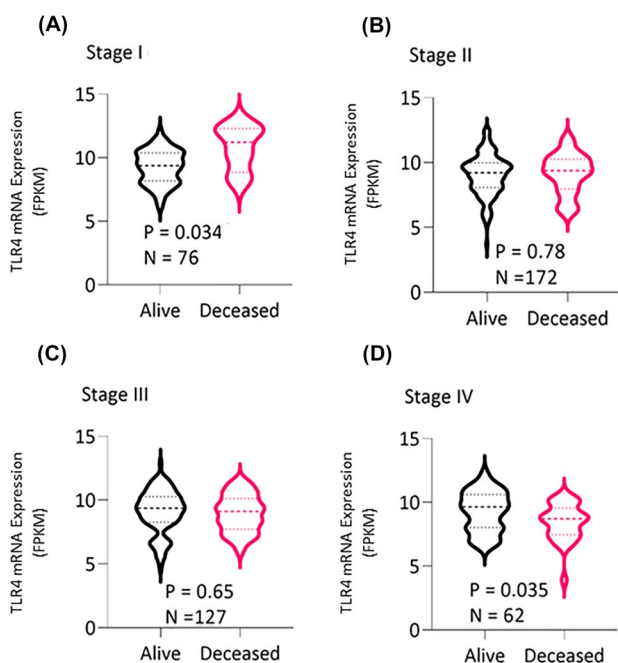 (A)
Stage I
TLR4 mRNA Expression
(FPKM)
15
10
5
0
P = 0.034
N = 76
Alive
Deceased
(B)
Stage II
TLR4 mRNA Expression
(FPKM)
15
10
5
0
P = 0.78
N =172
Alive
Deceased
(C)
Stage III
TLR4 mRNA Expression
(FPKM)
15
10
5
0
P = 0.65
N =127
Alive
Deceased
(D)
Stage IV
TLR4 mRNA Expression
(FPKM)
15
10
5
0
P = 0.035
N = 62
Alive
Deceased